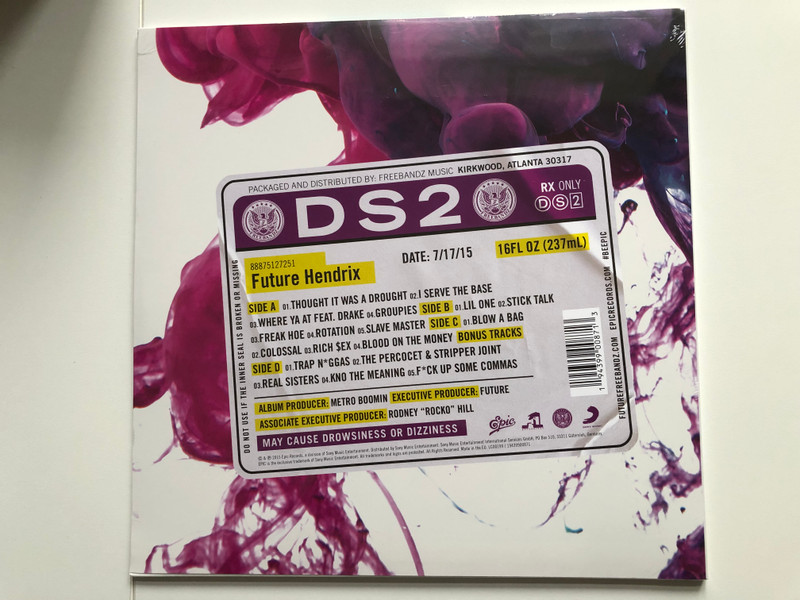 PACKAGED AND DISTRIBUTED BY: FREEBANDZ MUSIC KIRKWOOD, ATLANTA 30317
DS2
RX ONLY
DS2
88875127251
Future Hendrix
DATE: 7/17/15
16FL OZ (237mL)
SIDE A 01.THOUGHT IT WAS A DROUGHT 02.I SERVE THE BASE
03.WHERE YA AT FEAT. DRAKE 04.GROUPIES SIDE B 01.LIL ONE 02.STICK TALK
03.FREAK HOE 04.ROTATION 05.SLAVE MASTER SIDE C 01.BLOW A BAG
02.COLOSSAL 03.RICH $EX 04.BLOOD ON THE MONEY BONUS TRACKS
SIDE D 01.TRAP N*GGAS 02.THE PERCOCET & STRIPPER JOINT
03.REAL SISTERS 04.KNO THE MEANING 05.F*CK UP SOME COMMAS
ALBUM PRODUCER: METRO BOOMIN EXECUTIVE PRODUCER: FUTURE
ASSOCIATE EXECUTIVE PRODUCER: RODNEY "ROCKO" HILL
MAY CAUSE DROWSINESS OR DIZZINESS
Epic
DO NOT USE IF THE INNER SEAL IS BROKEN OR MISSING
FUTUREFREEBANDZ.COM EPICRECORDS.COM #BEEPIC
1 94399 00871 3